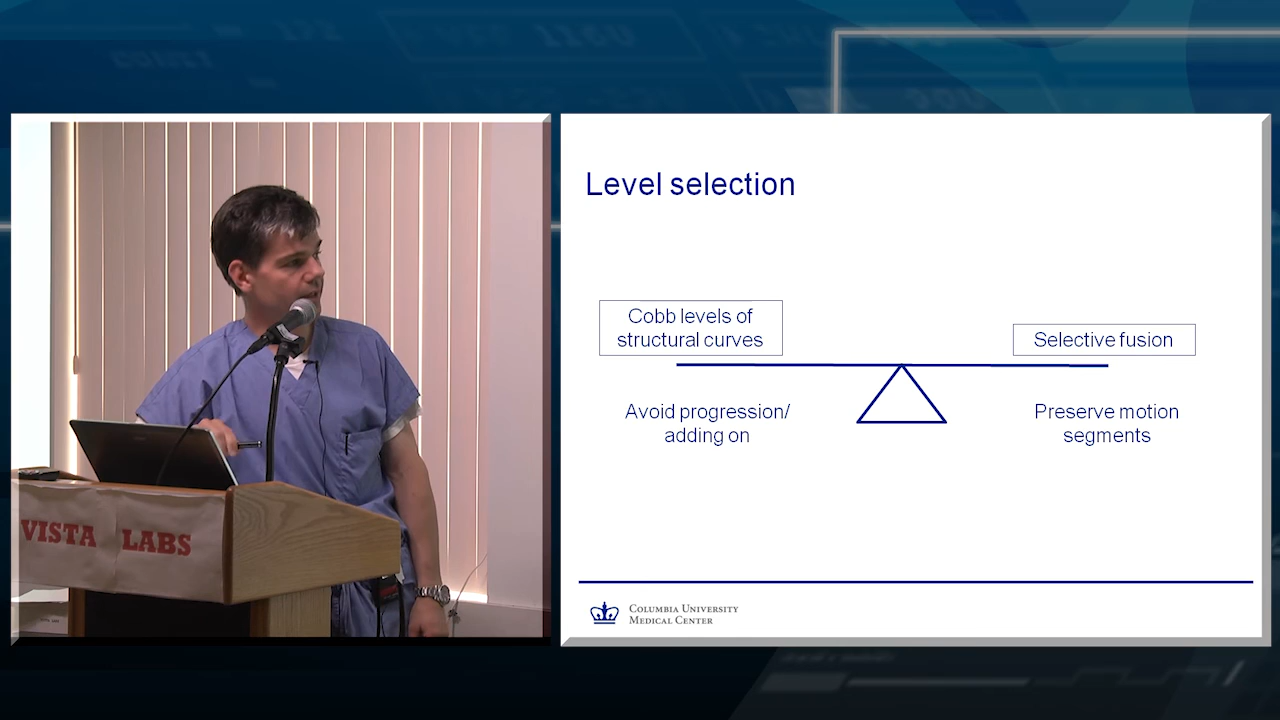 Level selection
Cobb levels of
structural curves
Selective fusion
Avoid progression/
adding on
Preserve motion
segments
COLUMBIA UNIVERSITY
MEDICAL CENTER
VISTA LABS